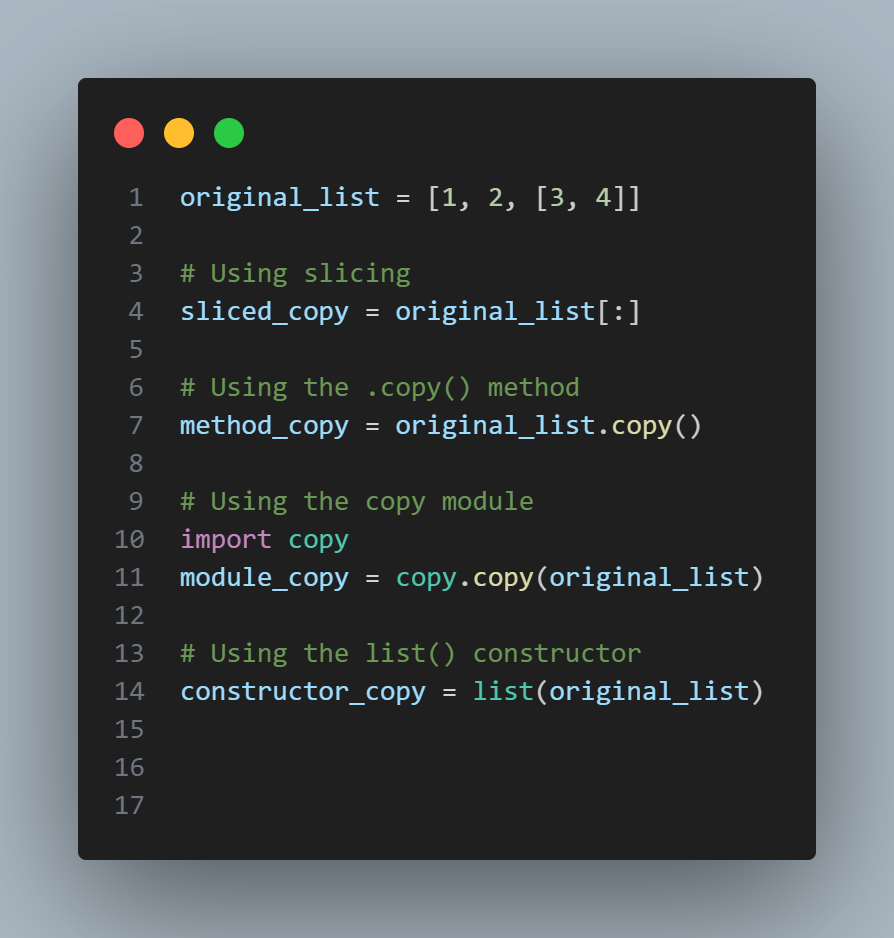 1 original_list = [1, 2, [3, 4]]
2
3 # Using slicing
4 sliced_copy = original_list[:]
5
6 # Using the .copy() method
7 method_copy = original_list.copy()
8
9 # Using the copy module
10 import copy
11 module_copy = copy.copy(original_list)
12
13 # Using the list() constructor
14 constructor_copy = list(original_list)
15
16
17